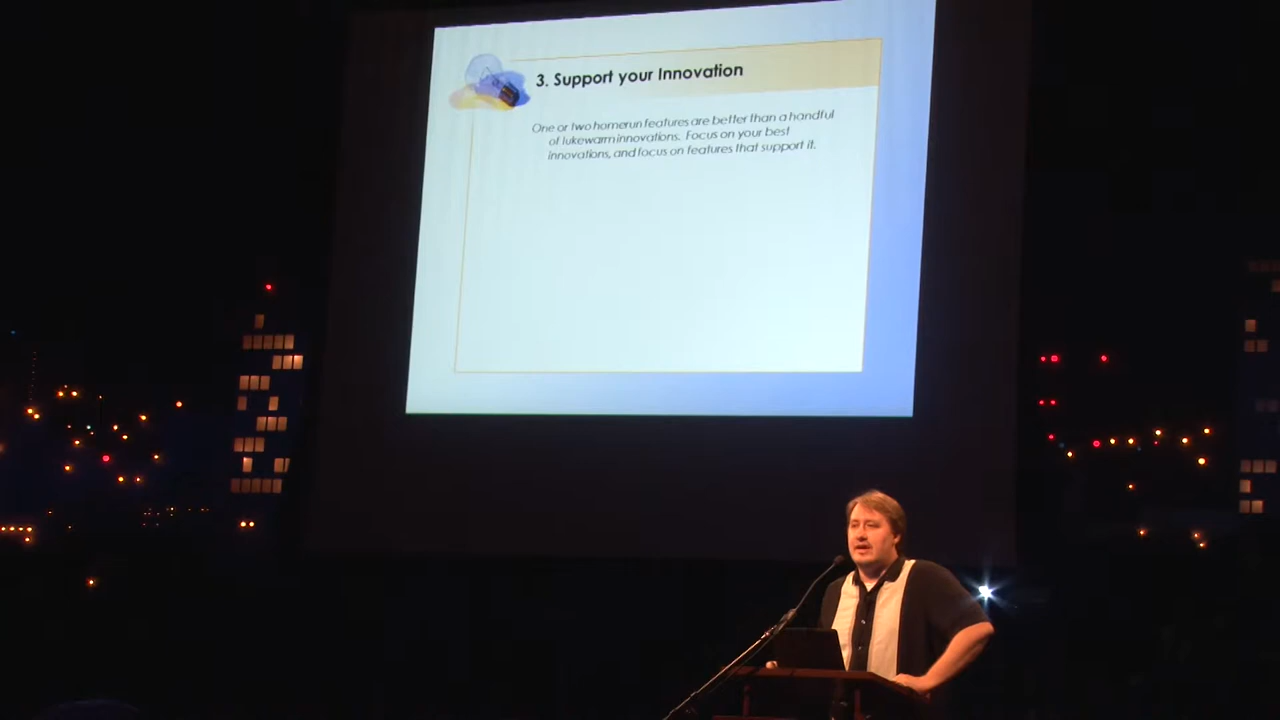 3. Support your Innovation
One or two homerun features are better than a handful
of lukewarm innovations. Focus on your best
innovations, and focus on features that support it.